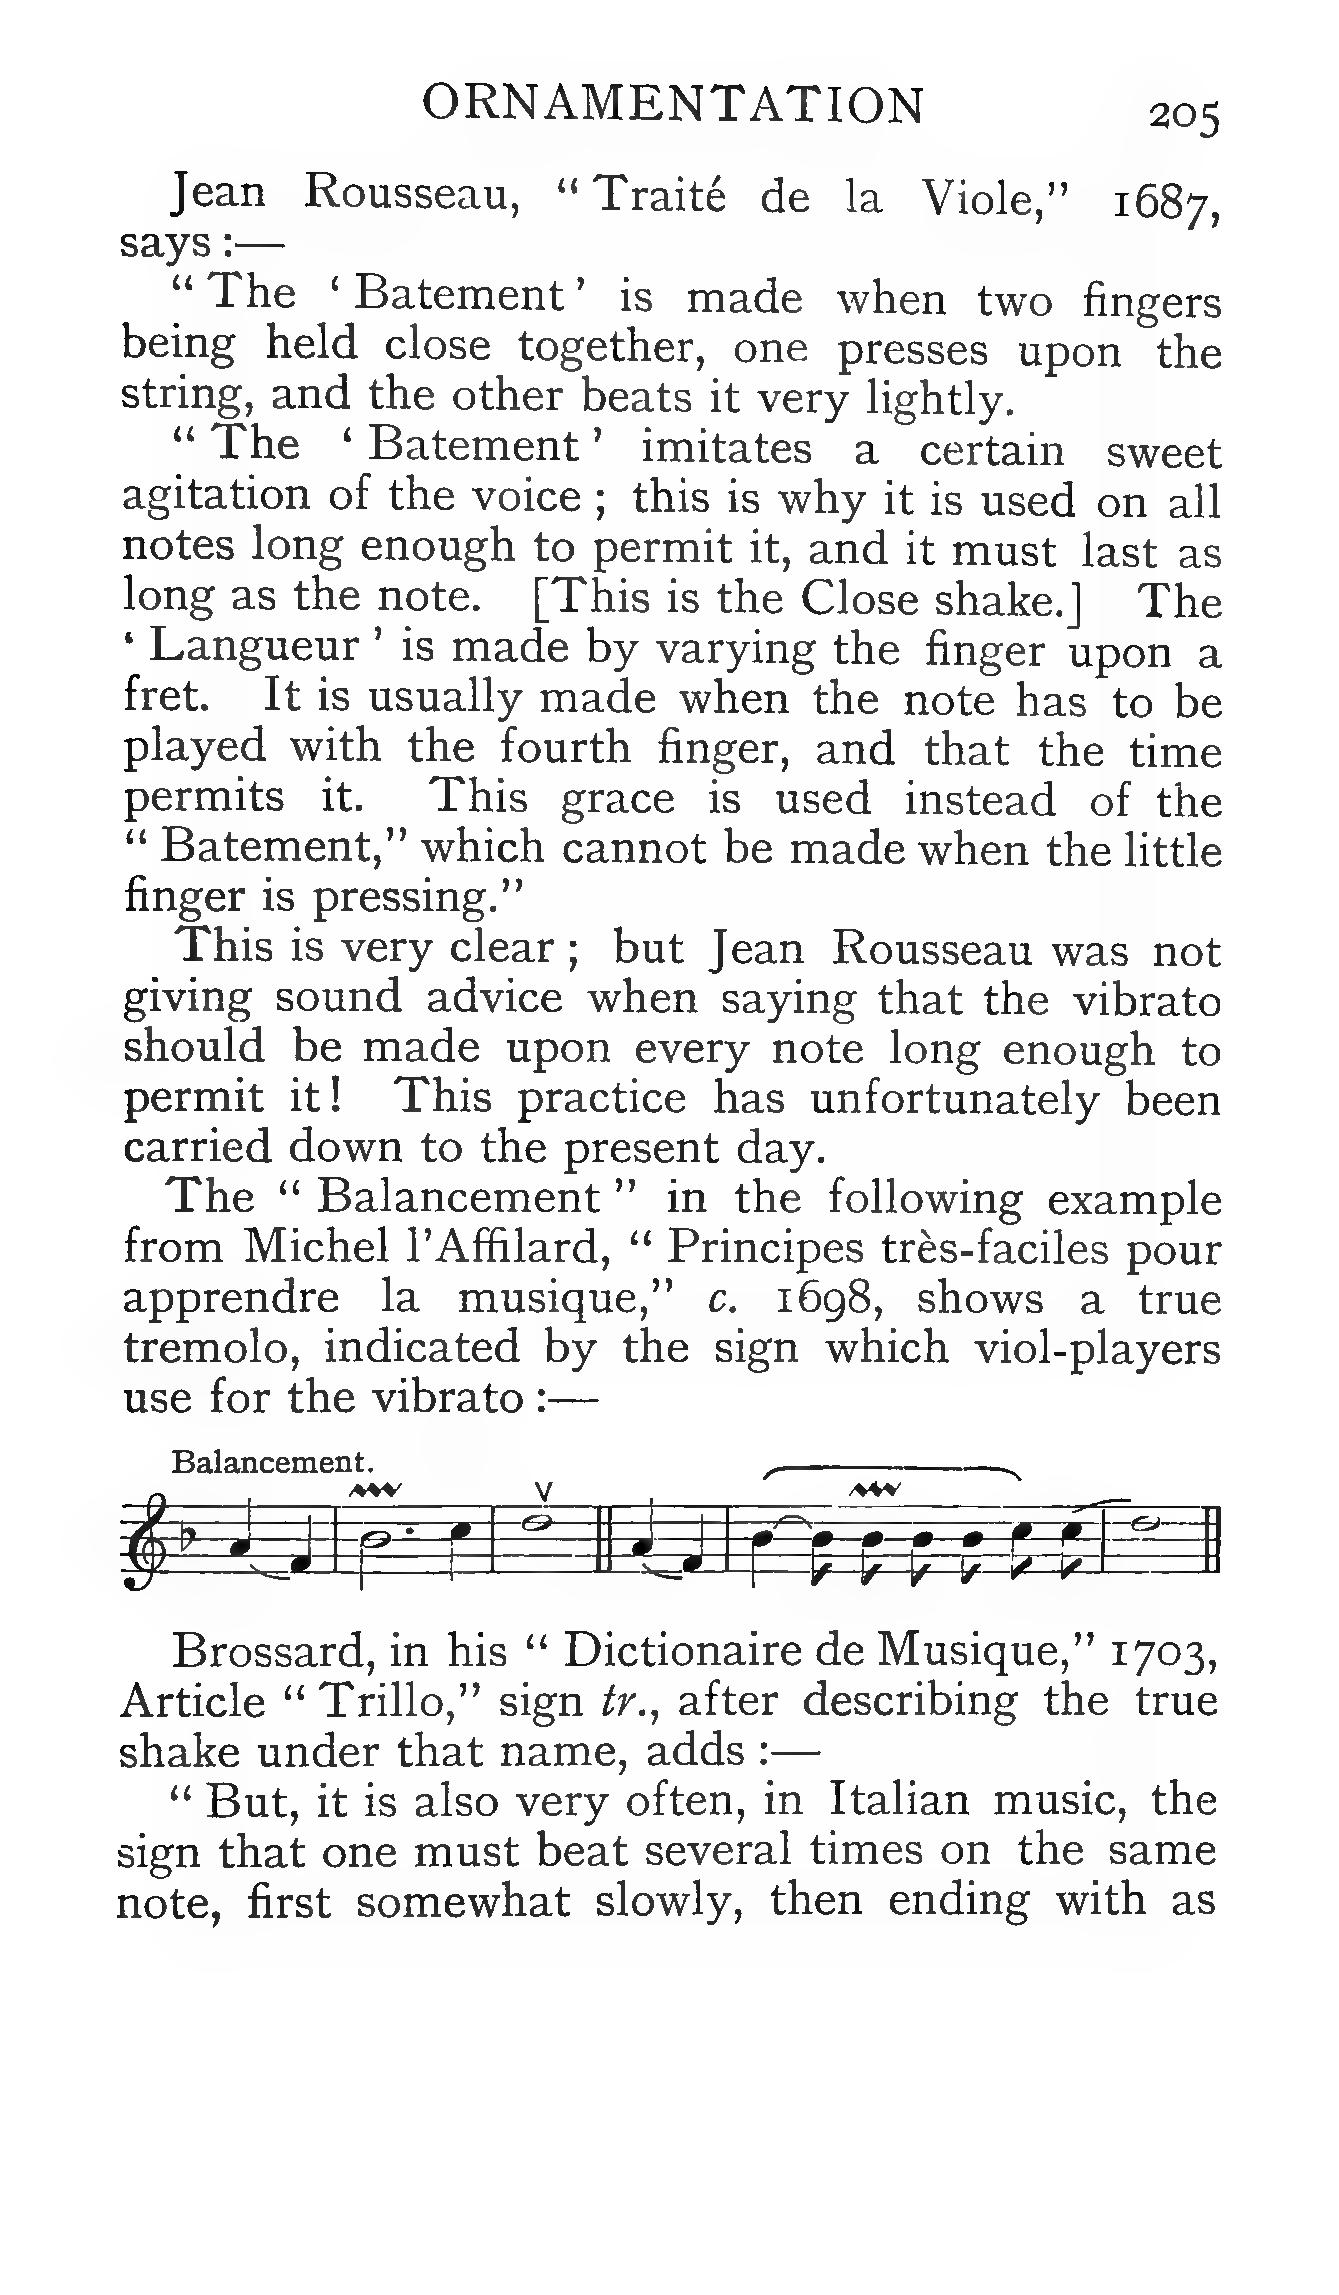 ORNAMENTATION 205
Jean Rousseau, “ Traité de la Viole,” 1687,
says :—
“ The ‘ Batement ’ is made when two fingers
being held close together, one presses upon the
string, and the other beats it very lightly.
“ The ‘ Batement ’ imitates a certain sweet
agitation of the voice ; this is why it is used on all
notes long enough to permit it, and it must last as
long as the note. [This is the Close shake.] The
‘ Langueur ’ is made by varying the finger upon a
fret. It is usually made when the note has to be
played with the fourth finger, and that the time
permits it. This grace is used instead of the
“ Batement,” which cannot be made when the little
finger is pressing.”
This is very clear ; but Jean Rousseau was not
giving sound advice when saying that the vibrato
should be made upon every note long enough to
permit it! This practice has unfortunately been
carried down to the present day.
The “ Balancement ” in the following example
from Michel l’Affilard, “ Principes très-faciles pour
apprendre la musique,” c. 1698, shows a true
tremolo, indicated by the sign which viol-players
use for the vibrato :—
Balancement.
Brossard, in his “ Dictionaire de Musique,” 1703,
Article “ Trillo,” sign tr., after describing the true
shake under that name, adds :—
“ But, it is also very often, in Italian music, the
sign that one must beat several times on the same
note, first somewhat slowly, then ending with as